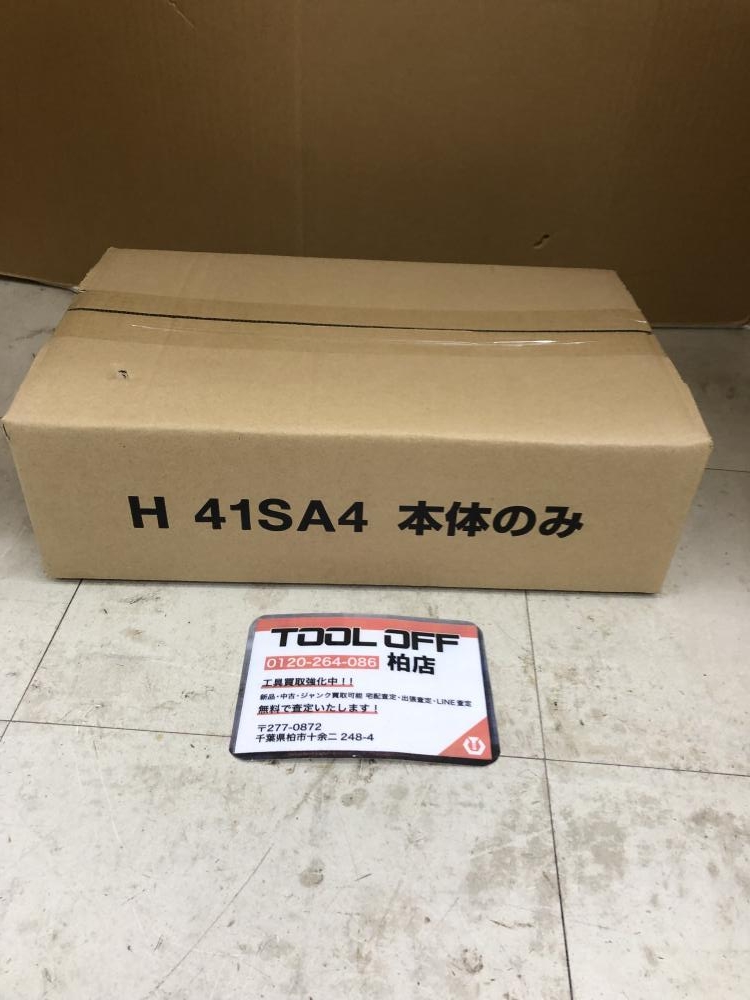 H 41SA4 本体のみ
TOOL OFF
0120-264-086 柏店
工具買取強化中！！
新品・中古・ジャンク買取可能 宅配査定・出張査定・LINE査定
無料で査定いたします！
〒277-0872
千葉県柏市十余二 248-4